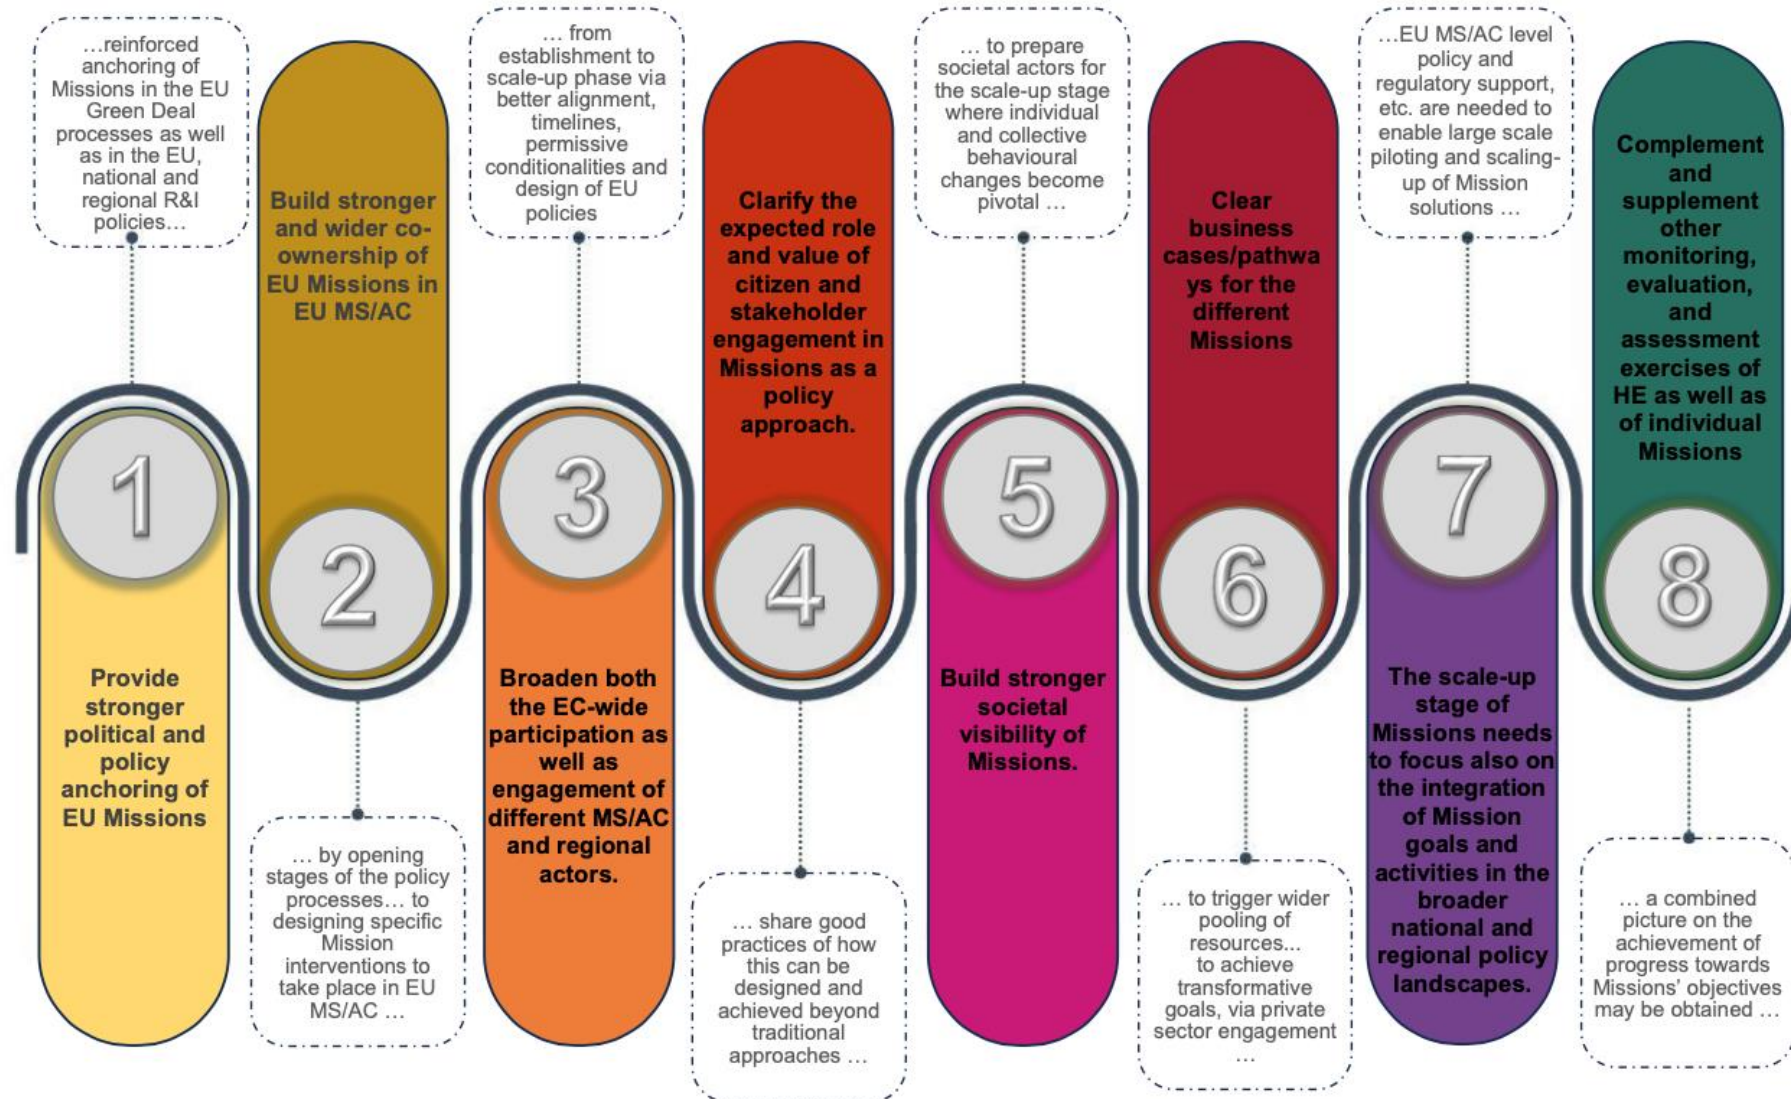 …reinforced
anchoring of
Missions in the EU
Green Deal
processes as well
as in the EU,
national and
regional R&I
policies…
1
Provide
stronger
political and
policy
anchoring of
EU Missions
Build stronger
and wider co-
ownership of
EU Missions in
EU MS/AC
2
… by opening
stages of the policy
processes… to
designing specific
Mission
interventions to
take place in EU
MS/AC …
… from
establishment to
scale-up phase via
better alignment,
timelines,
permissive
conditionalities and
design of EU
policies
3
Broaden both
the EC-wide
participation as
well as
engagement of
different MS/AC
and regional
actors.
Clarify the
expected role
and value of
citizen and
stakeholder
engagement in
Missions as a
policy
approach.
4
… share good
practices of how
this can be
designed and
achieved beyond
traditional
approaches …
… to prepare
societal actors for
the scale-up stage
where individual
and collective
behavioural
changes become
pivotal …
5
Build stronger
societal
visibility of
Missions.
Clear
business
cases/pathwa
ys for the
different
Missions
6
… to trigger wider
pooling of
resources...
to achieve
transformative
goals, via private
sector engagement
…
…EU MS/AC level
policy and
regulatory support,
etc. are needed to
enable large scale
piloting and scaling-
up of Mission
solutions …
7
The scale-up
stage of
Missions needs
to focus also on
the integration
of Mission
goals and
activities in the
broader
national and
regional policy
landscapes.
Complement
and
supplement
other
monitoring,
evaluation,
and
assessment
exercises of
HE as well as
of individual
Missions
8
… a combined
picture on the
achievement of
progress towards
Missions’ objectives
may be obtained …